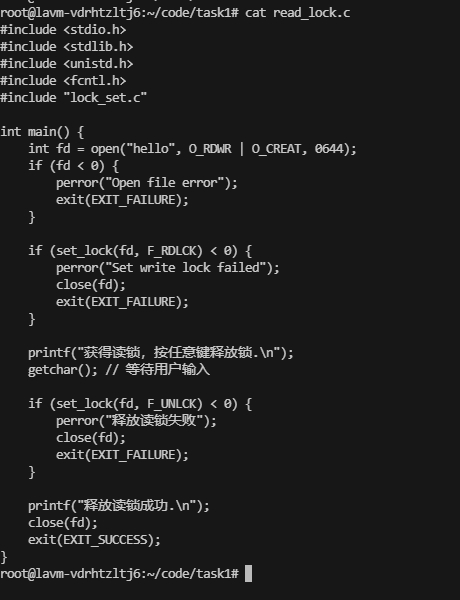 root@lavm-vdrhtzltj6:~/code/task1# cat read_lock.c
#include <stdio.h>
#include <stdlib.h>
#include <unistd.h>
#include <fcntl.h>
#include "lock_set.c"

int main() {
    int fd = open("hello", O_RDWR | O_CREAT, 0644);
    if (fd < 0) {
        perror("Open file error");
        exit(EXIT_FAILURE);
    }

    if (set_lock(fd, F_RDLCK) < 0) {
        perror("Set write lock failed");
        close(fd);
        exit(EXIT_FAILURE);
    }

    printf("获得读锁, 按任意键释放锁.\n");
    getchar(); // 等待用户输入

    if (set_lock(fd, F_UNLCK) < 0) {
        perror("释放读锁失败");
        close(fd);
        exit(EXIT_FAILURE);
    }

    printf("释放读锁成功.\n");
    close(fd);
    exit(EXIT_SUCCESS);
}
root@lavm-vdrhtzltj6:~/code/task1#